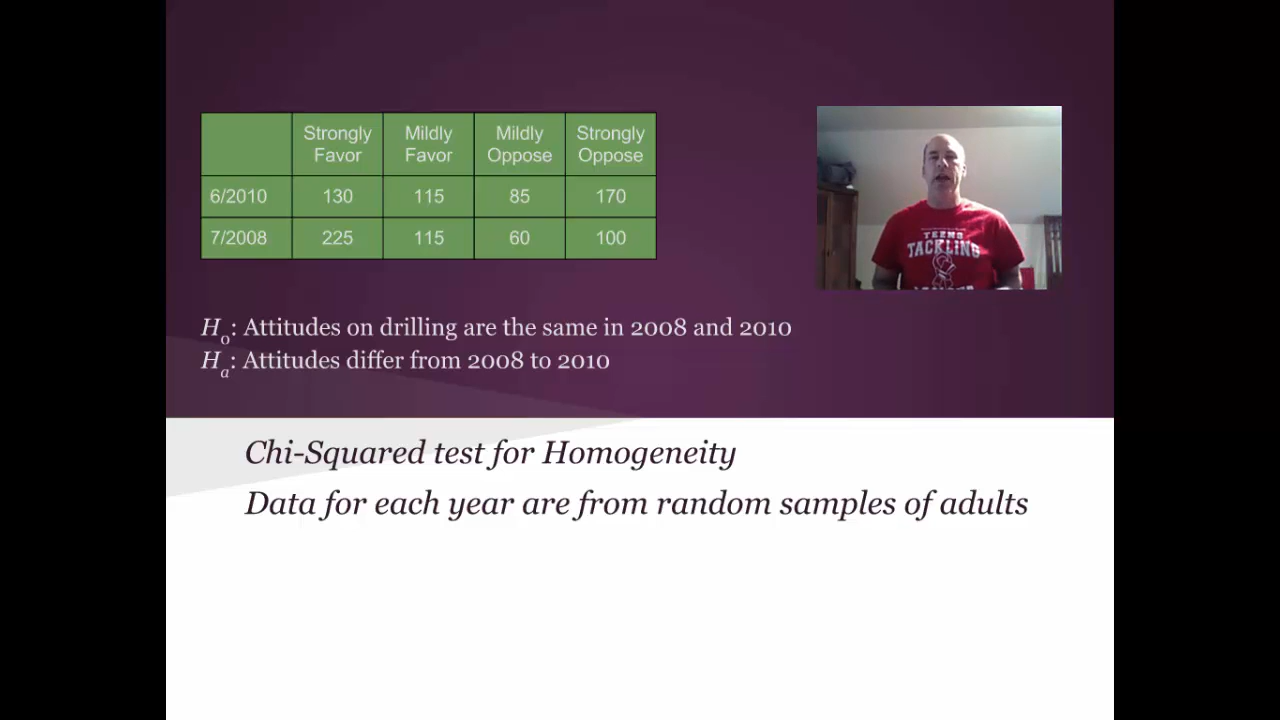 Strongly Favor Mildly Favor Mildly Oppose Strongly Oppose
6/2010 130 115 85 170
7/2008 225 115 60 100
TACKLING
H0: Attitudes on drilling are the same in 2008 and 2010
Ha: Attitudes differ from 2008 to 2010
Chi-Squared test for Homogeneity
Data for each year are from random samples of adults